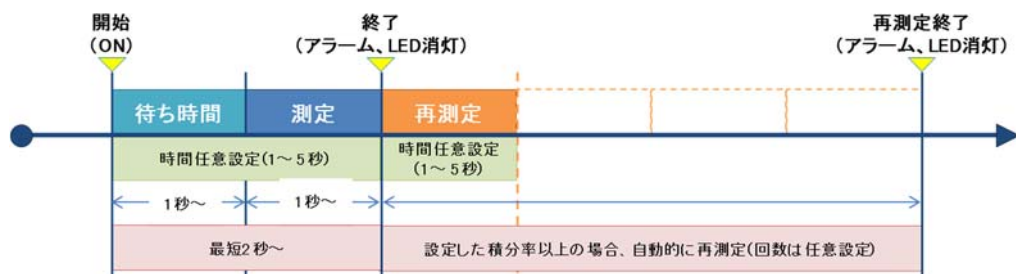 開始
(ON)
終了
(アラーム、LED消灯)
再測定終了
(アラーム、LED消灯)
待ち時間
測定
再測定
時間任意設定(1～5秒)
時間任意設定
(1～5秒)
1秒～
1秒～
最短2秒～
設定した積分率以上の場合、自動的に再測定(回数は任意設定)